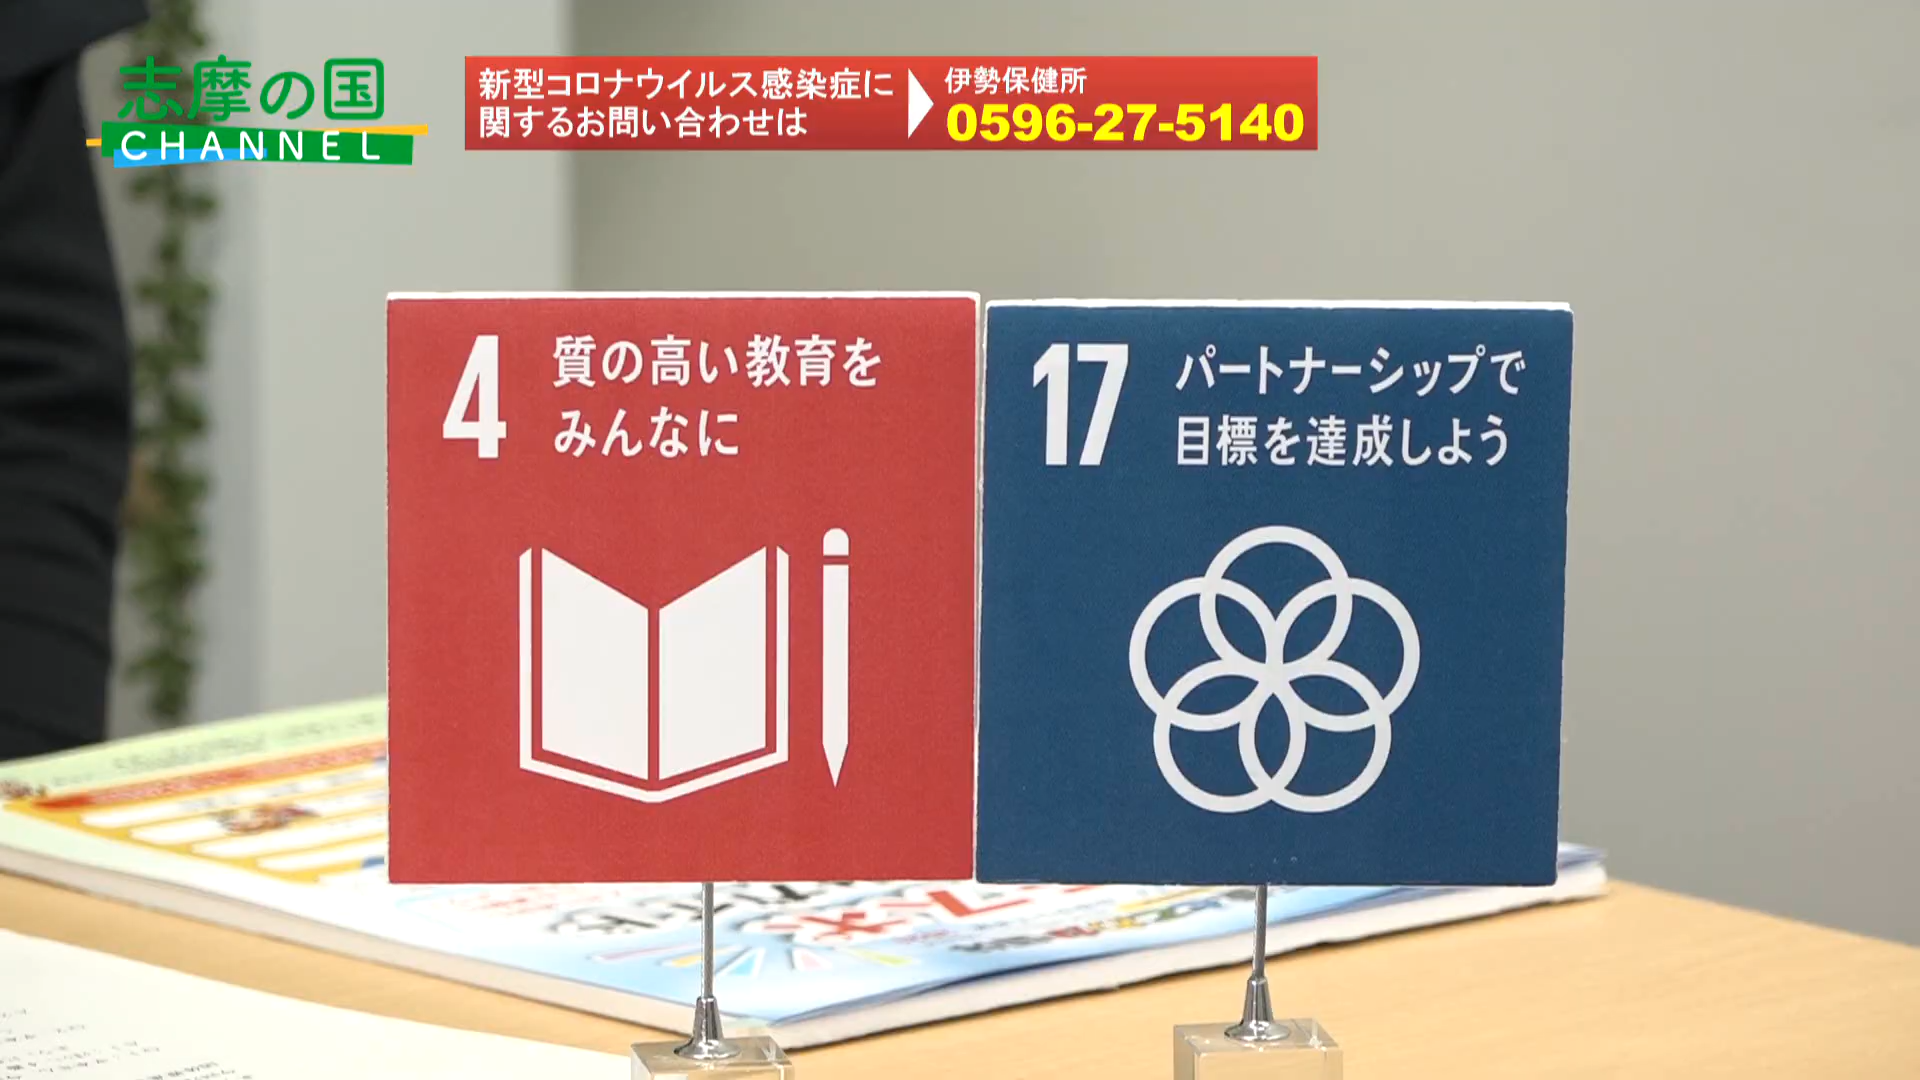 志摩の国
CHANNEL
新型コロナウイルス感染症に
関するお問い合わせは
伊勢保健所
0596-27-5140
4
質の高い教育を
みんなに
17
パートナーシップで
目標を達成しよう